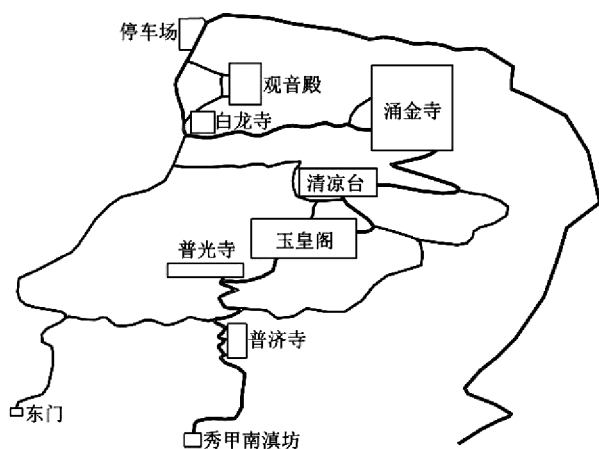 停车场
观音殿
涌金寺
白龙寺
清凉台
玉皇阁
普光寺
普济寺
东门
秀甲南滇坊